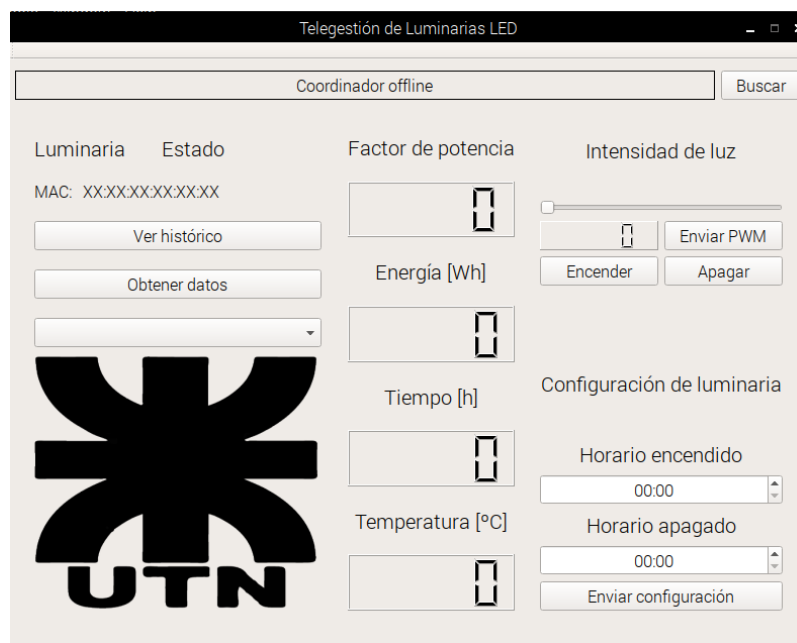 Telegestión de Luminarias LED
Coordinador offline
Buscar
Luminaria Estado
MAC: XX:XX:XX:XX:XX:XX
Ver histórico
Obtener datos
UTN
Factor de potencia
0
Energía [Wh]
0
Tiempo [h]
0
Temperatura [ºC]
0
Intensidad de luz
0
Enviar PWM
Encender
Apagar
Configuración de luminaria
Horario encendido
00:00
Horario apagado
00:00
Enviar configuración